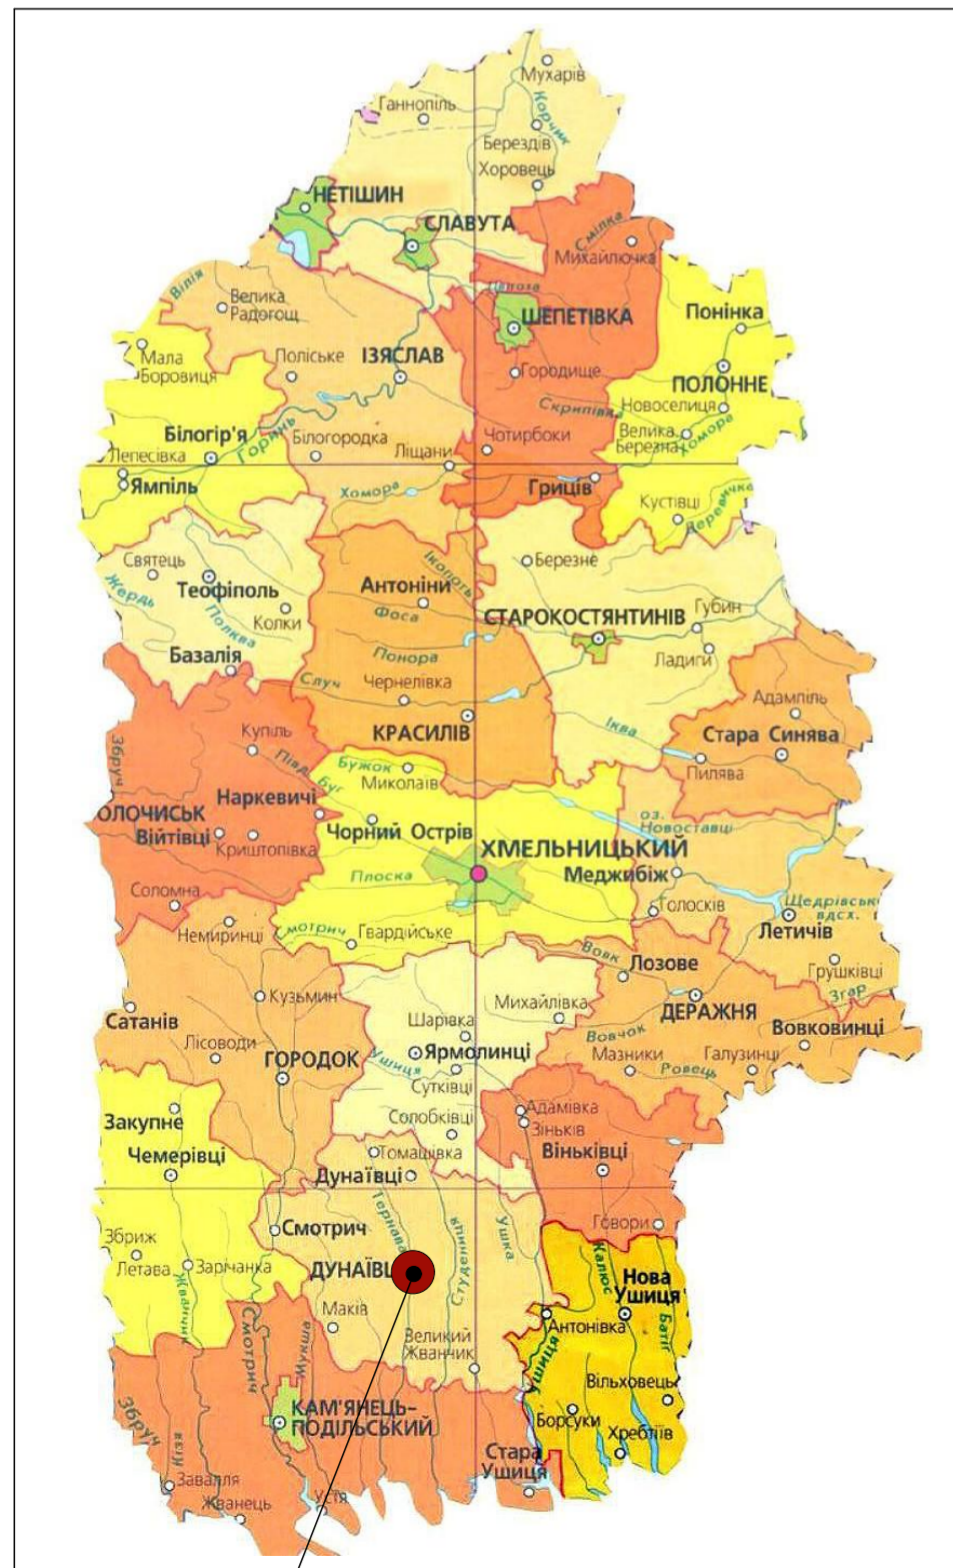 Мухарів
Ганнопіль
Корчик
Берездів
Хоровець
НЕТІШИН
СЛАВУТА
Смілка
Михайлючка
Вілія
Велика
Радогощ
ШЕПЕТІВКА
Понінка
Мала
Боровиця
Поліське
ІЗЯСЛАВ
Городище
ПОЛОННЕ
Скрипівка
Новоселиця
Велика
Березна
Хомора
Білогір'я
Горинь
Білогородка
Чотирбоки
Лепесівка
Ліщани
Ямпіль
Хомора
Гриців
Кустівці
Деревичка
Святець
Жердь
Теофіполь
Полква
Колки
Ікопоть
Антоніни
Фоса
Березне
СТАРОКОСТЯНТИНІВ
Губин
Ладиги
Базалія
Понора
Случ
Чернелівка
КРАСИЛІВ
Адампіль
Стара Синява
Іква
Пилява
Купіль
Збруч
Півд. Буг
Бужок
Миколаїв
Наркевичі
ОЛОЧИСЬК
Війтівці
Криштопівка
Чорний Острів
ХМЕЛЬНИЦЬКИЙ
оз.
Новоставці
Меджибіж
Плоска
Соломна
Голосків
Щедрівськ
вдсх.
Летичів
Немиринці
Смотрич
Гвардійське
Вовк
Лозове
Грушківці
Згар
Кузьмин
Михайлівка
ДЕРАЖНЯ
Сатанів
Шарівка
Вовчок
Вовковинці
Лісоводи
ГОРОДОК
Ушиця
Ярмолинці
Мазники
Галузинці
Ровець
Сутківці
Закупне
Солобківці
Адамівка
Зіньків
Чемерівці
Томашівка
Дунаївці
Віньківці
Тернава
Студениця
Ушка
Смотрич
Говори
Збриж
Летава
Зарічанка
Жванчик
ДУНАЇВЦ
Калюс
Нова
Ушиця
Батіг
Маків
Антонівка
Великий
Жванчик
Ушиця
Смотрич
Мукша
Вільховець
КАМ'ЯНЕЦЬ-
ПОДІЛЬСЬКИЙ
Збруч
Борсуки
Хребтіїв
Стара
Ушиця
Завалля
Жванець
Устя